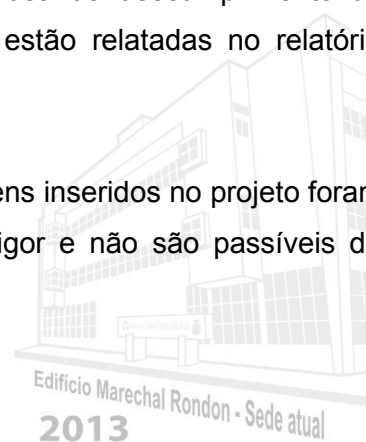 estão relatadas no relatóri
ens inseridos no projeto foran
igor e não são passíveis d
Edifício Marechal Rondon - Sede atual
2013